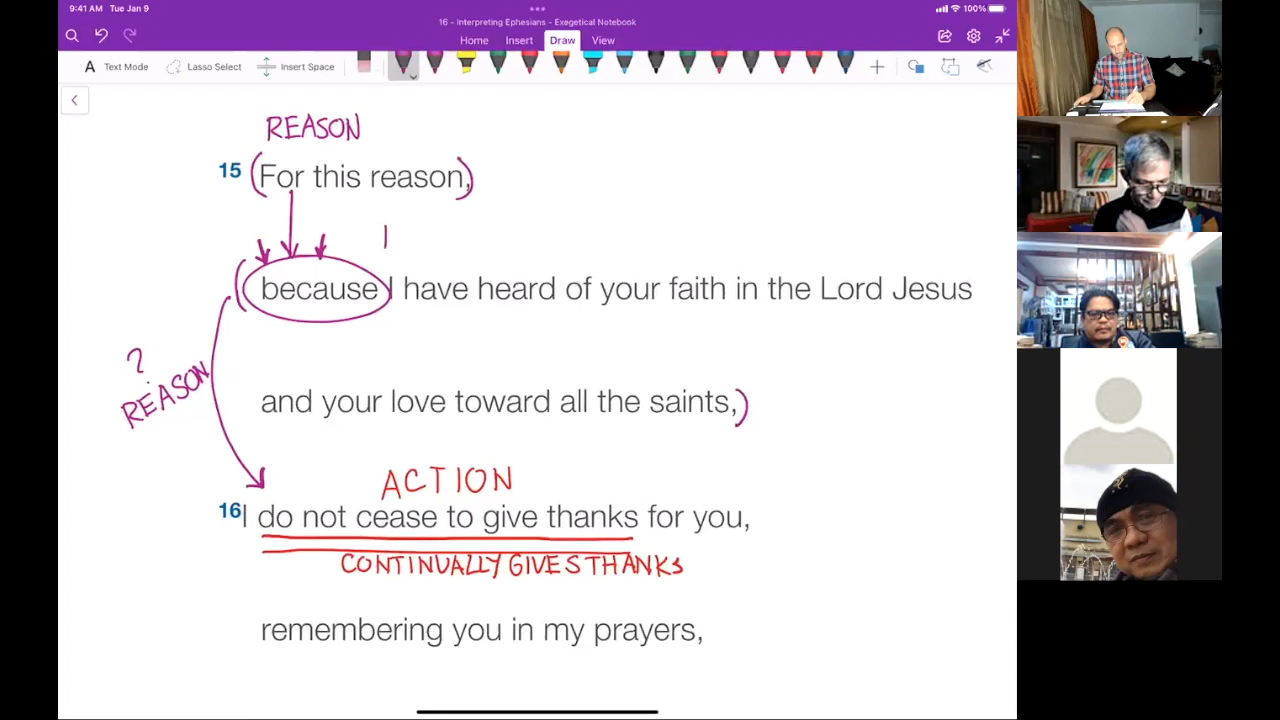 9:41 AM Tue Jan 9
100%
16 - Interpreting Ephesians - Exegetical Notebook
Home Insert Draw View
A Text Mode Lasso Select Insert Space
REASON
15 (For this reason,)
(because I have heard of your faith in the Lord Jesus
?
REASON
and your love toward all the saints,)
ACTION
16 I do not cease to give thanks for you,
CONTINUALLY GIVES THANKS
remembering you in my prayers,